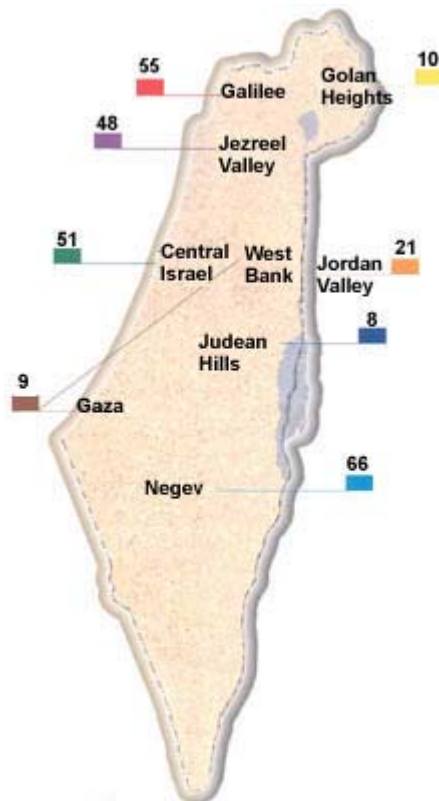 55
10
Galilee
Golan
Heights
48
Jezreel
Valley
51
Central
Israel
West
Bank
21
Jordan
Valley
8
Judean
Hills
9
Gaza
66
Negev